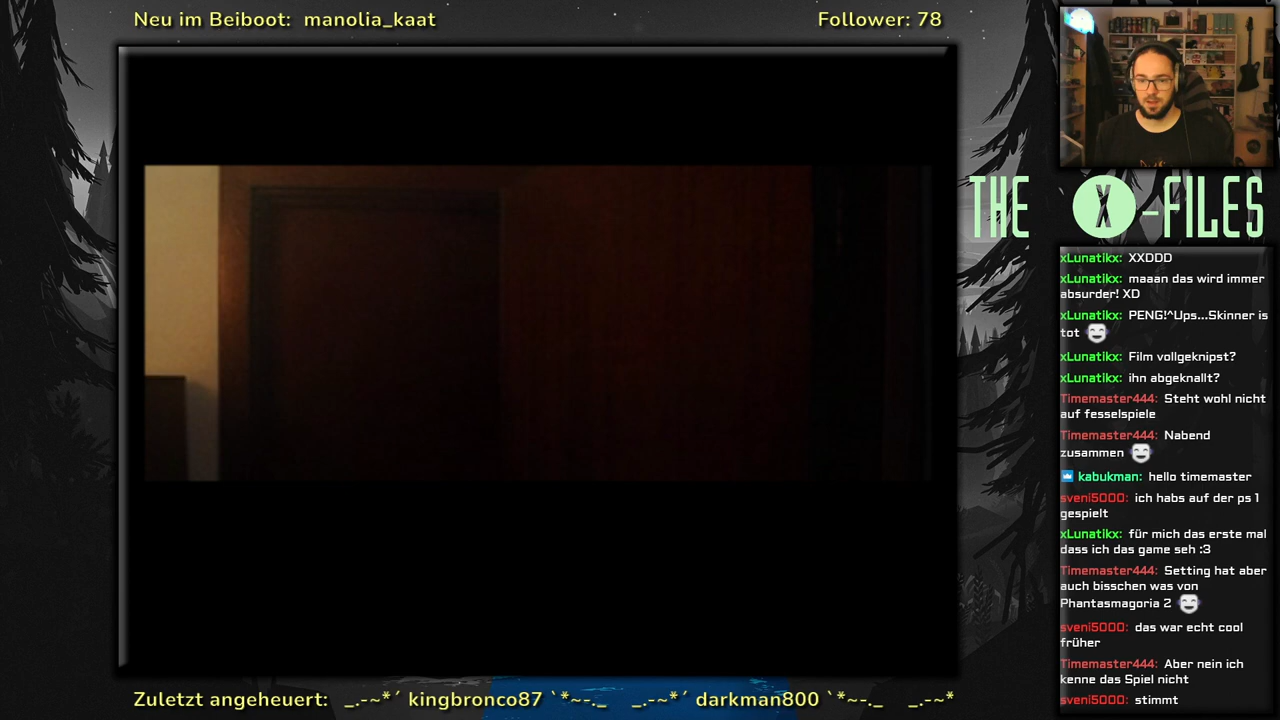 Neu im Beiboot: manolia_kaat
Follower: 78
THE X-FILES
xLunatikx: XXDDD
xLunatikx: maaan das wird immer
absurder! XD
xLunatikx: PENG!^Ups...Skinner is
tot
xLunatikx: Film vollgeknipst?
xLunatikx: ihn abgeknallt?
Timemaster444: Steht wohl nicht
auf fesselspiele
Timemaster444: Nabend
zusammen
kabukman: hello timemaster
sveni5000: ich habs auf der ps 1
gespielt
xLunatikx: für mich das erste mal
dass ich das game seh :3
Timemaster444: Setting hat aber
auch bisschen was von
Phantasmagoria 2
sveni5000: das war echt cool
früher
Timemaster444: Aber nein ich
kenne das Spiel nicht
sveni5000: stimmt
Zuletzt angeheuert: _.-~*´ kingbronco87 `*~-._ _.-~*´ darkman800 `*~-._ _.-~*